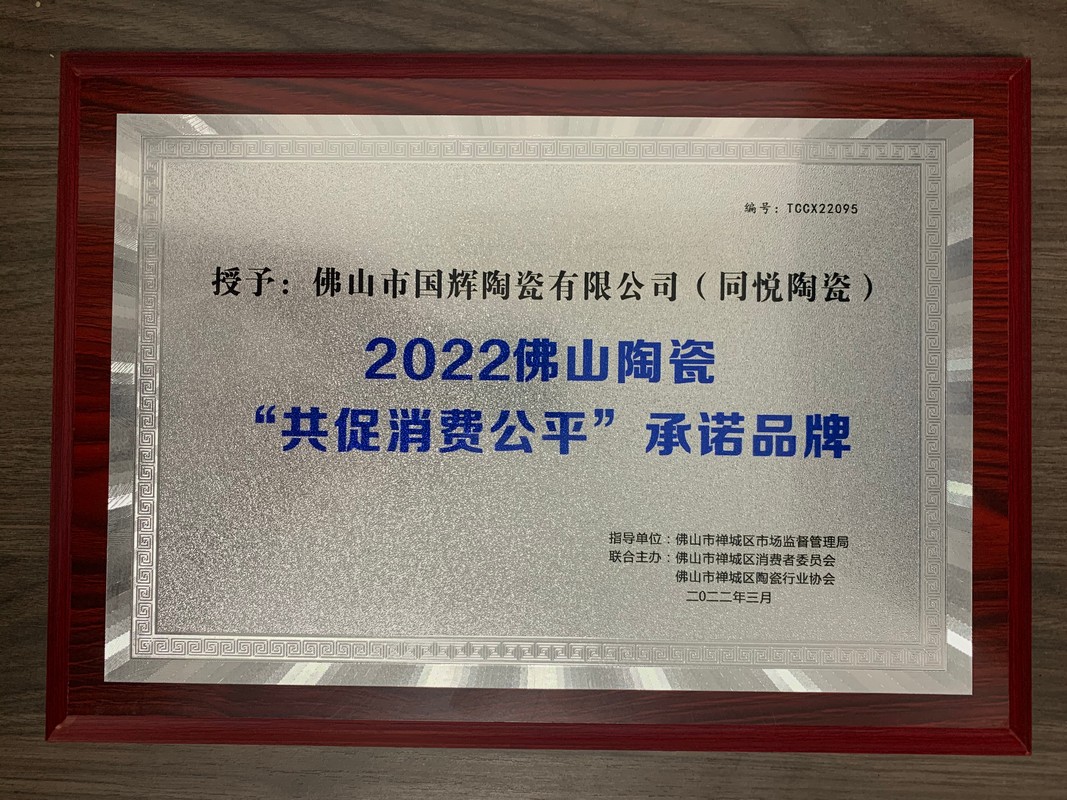 编号：TCCX22095
授予：佛山市国辉陶瓷有限公司（同悦陶瓷）
2022佛山陶瓷
“共促消费公平”承诺品牌
指导单位：佛山市禅城区市场监督管理局
联合主办：佛山市禅城区消费者委员会
佛山市禅城区陶瓷行业协会
二〇二二年三月